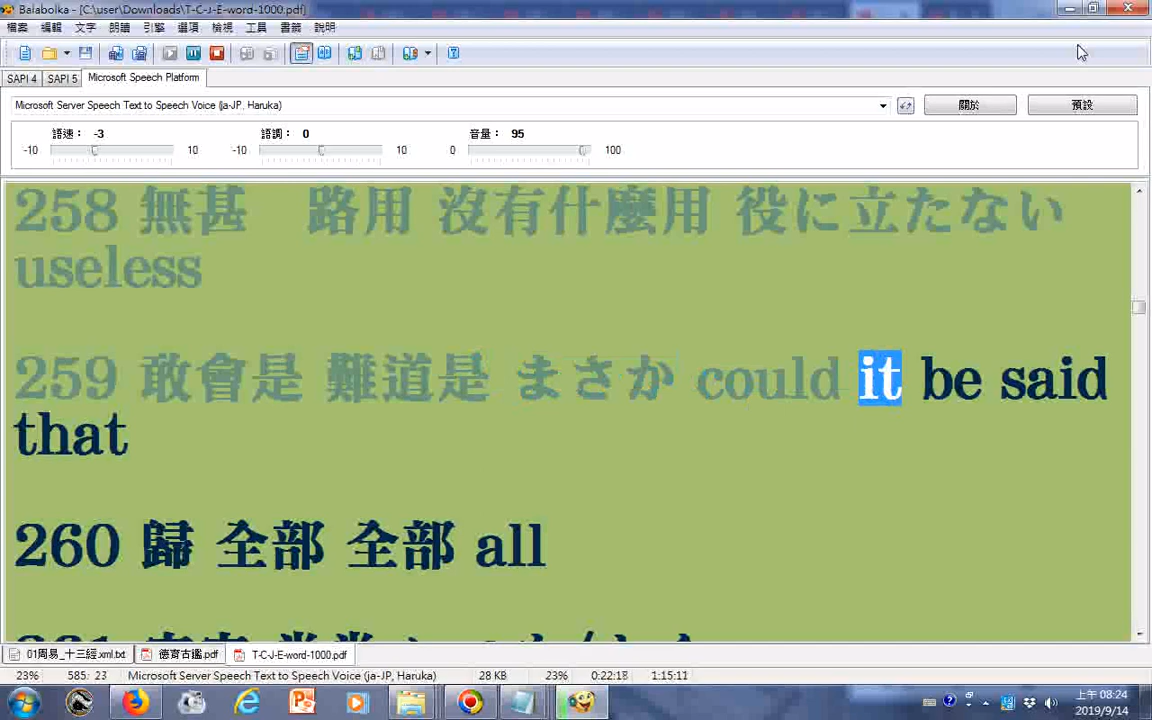 Balabolka - [C:\user\Downloads\T-C-J-E-word-1000.pdf]
檔案 編輯 文字 朗讀 引擎 選項 檢視 工具 書籤 說明
SAPI 4 SAPI 5 Microsoft Speech Platform
Microsoft Server Speech Text to Speech Voice (ja-JP, Haruka) 關於 預設
語速： -3 語調： 0 音量： 95
-10 10 -10 10 0 100
258 無甚　路用 沒有什麼用 役に立たない
useless
259 敢會是 難道是 まさか could it be said
that
260 歸 全部 全部 all
01周易_十三經.xml.txt 德育古鑑.pdf T-C-J-E-word-1000.pdf
23% 585: 23 Microsoft Server Speech Text to Speech Voice (ja-JP, Haruka) 28 KB 23% 0:22:18 1:15:11
上午 08:24
2019/9/14